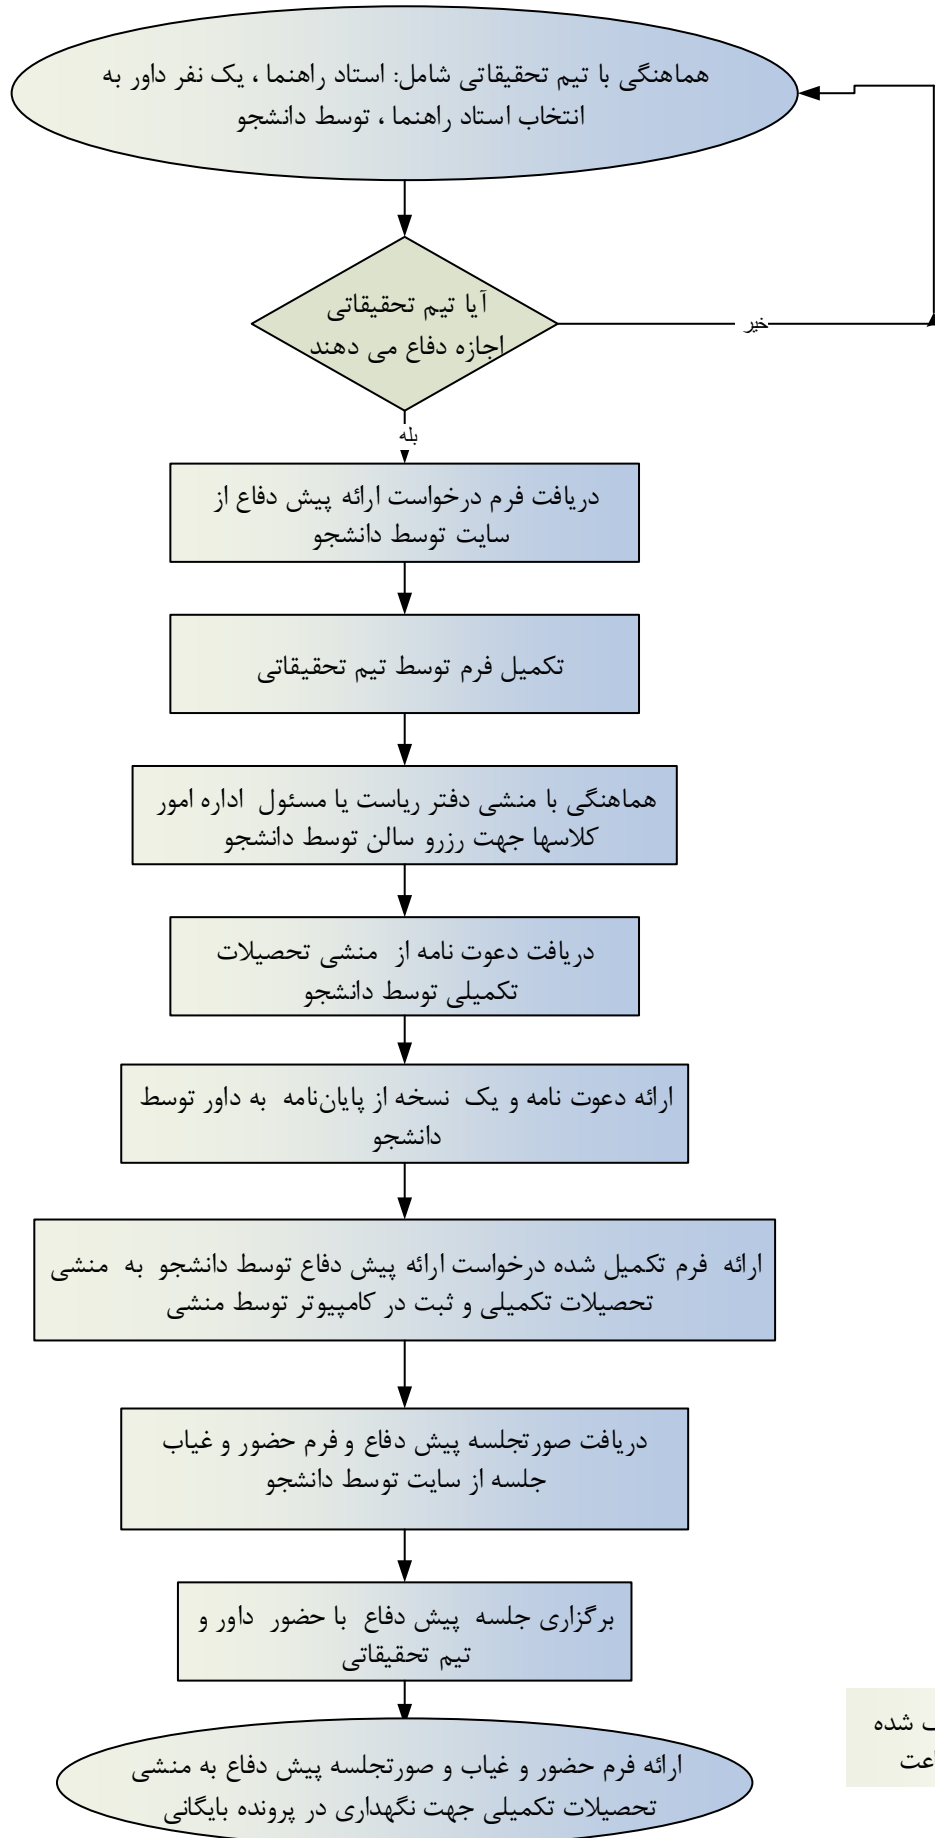 هماهنگی با تیم تحقیقاتی شامل: استاد راهنما ، یک نفر داور به
انتخاب استاد راهنما ، توسط دانشجو
آیا تیم تحقیقاتی
اجازه دفاع می دهند
خیر
بله
دریافت فرم درخواست ارائه پیش دفاع از
سایت توسط دانشجو
تکمیل فرم توسط تیم تحقیقاتی
هماهنگی با منشی دفتر ریاست یا مسئول اداره امور
کلاسها جهت رزرو سالن توسط دانشجو
دریافت دعوت نامه از منشی تحصیلات
تکمیلی توسط دانشجو
ارائه دعوت نامه و یک نسخه از پایان‌نامه به داور توسط
دانشجو
ارائه فرم تکمیل شده درخواست ارائه پیش دفاع توسط دانشجو به منشی
تحصیلات تکمیلی و ثبت در کامپیوتر توسط منشی
دریافت صورتجلسه پیش دفاع و فرم حضور و غیاب
جلسه از سایت توسط دانشجو
برگزاری جلسه پیش دفاع با حضور داور و
تیم تحقیقاتی
ارائه فرم حضور و غیاب و صورتجلسه پیش دفاع به منشی
تحصیلات تکمیلی جهت نگهداری در پرونده بایگانی
شده